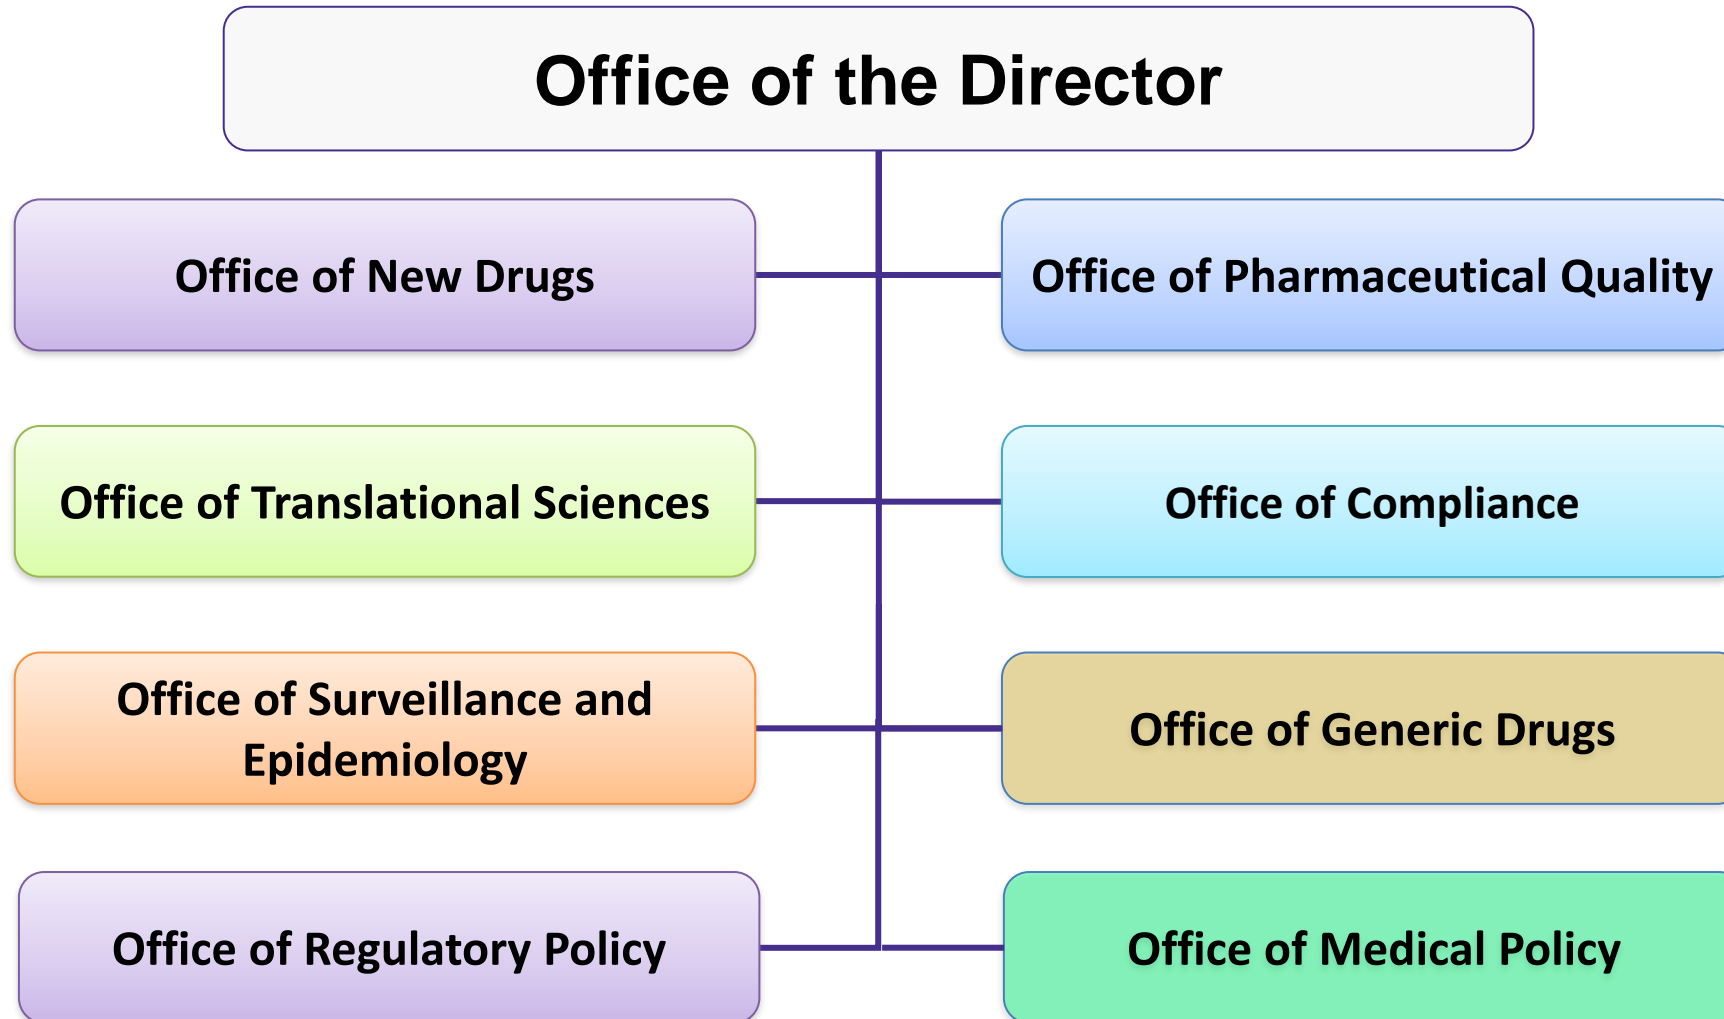 Office of the Director
Office of New Drugs
Office of Pharmaceutical Quality
Office of Translational Sciences
Office of Compliance
Office of Surveillance and
Epidemiology
Office of Generic Drugs
Office of Regulatory Policy
Office of Medical Policy